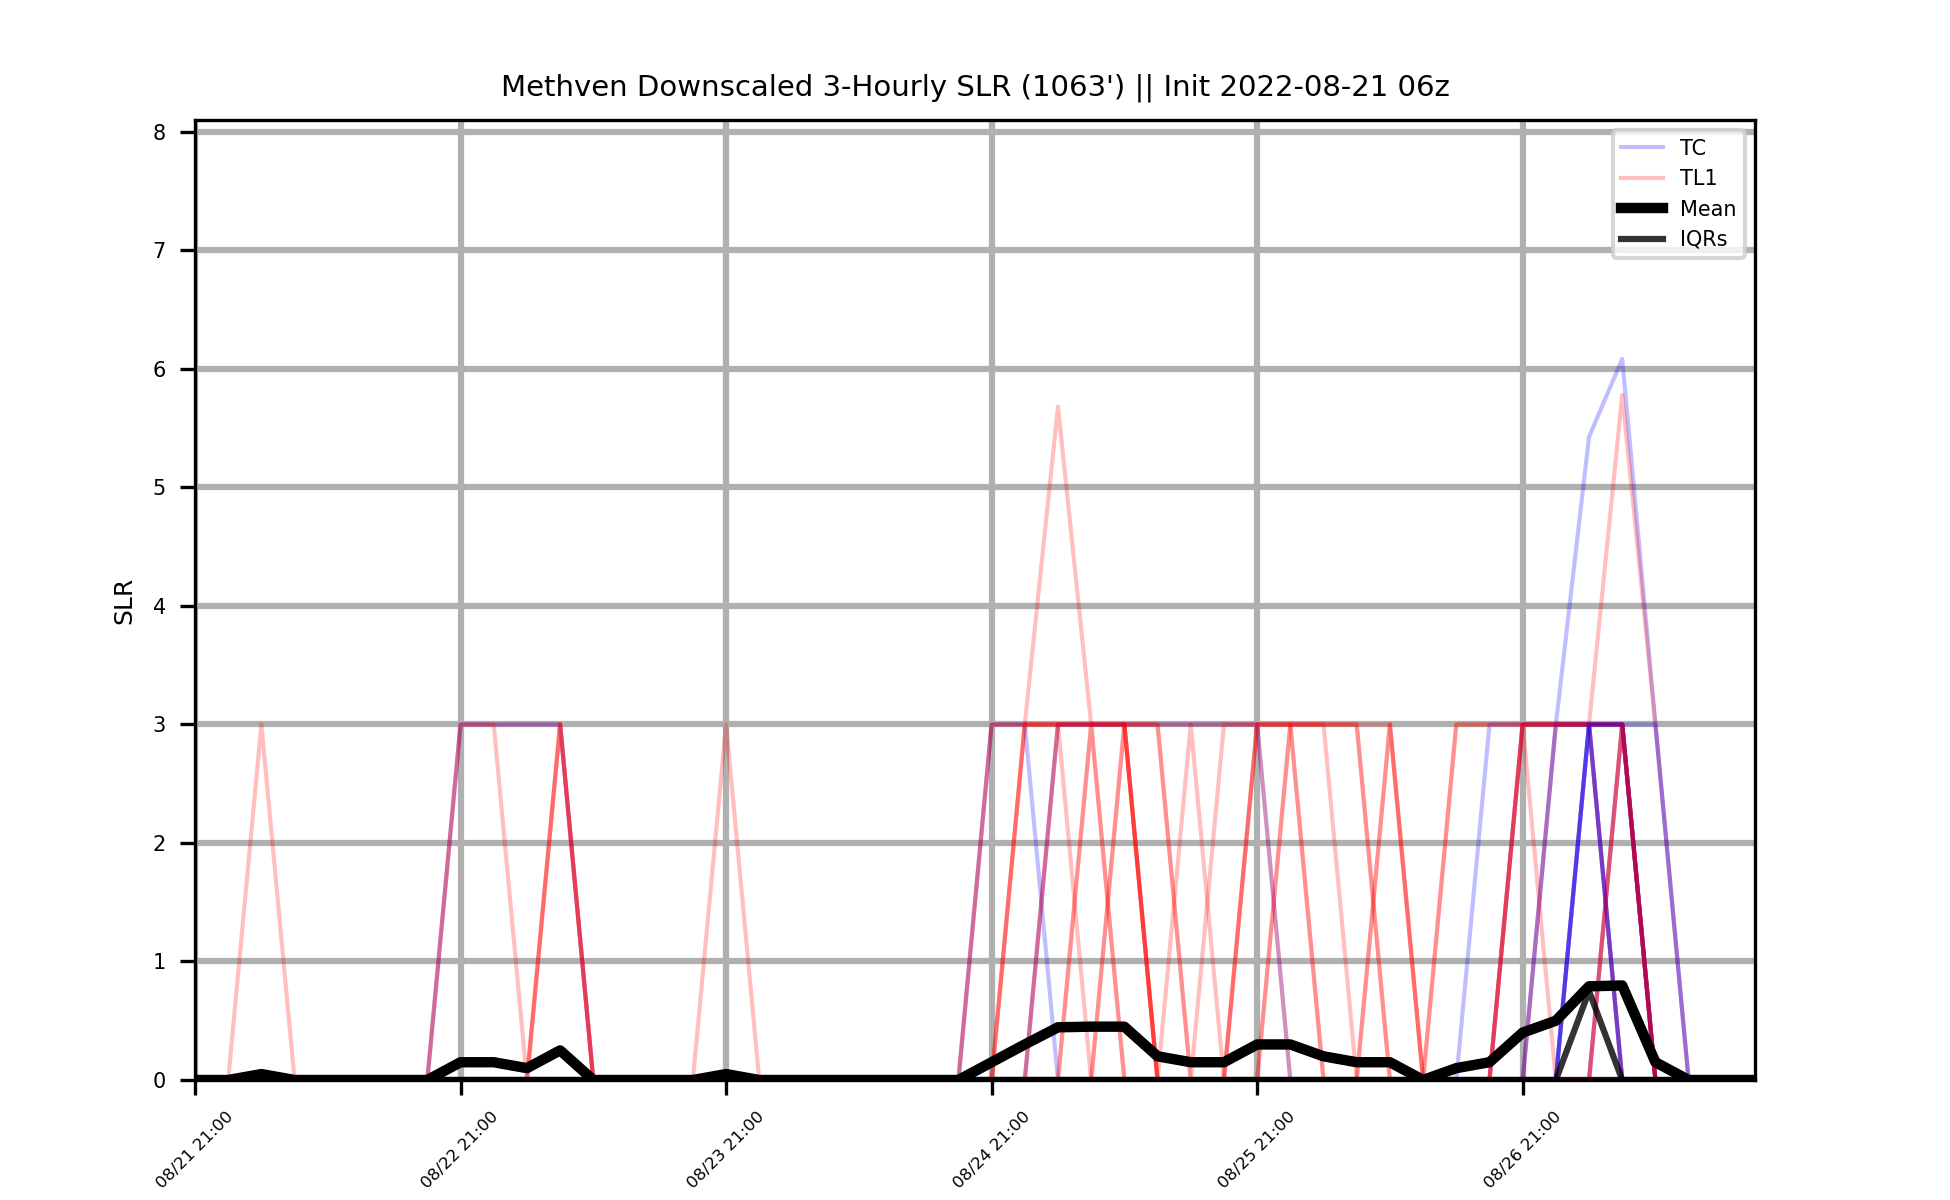 Methven Downscaled 3-Hourly SLR (1063') || Init 2022-08-21 06z
TC
TL1
Mean
IQRs
SLR
8
7
6
5
4
3
2
1
0
08/21 21:00
08/22 21:00
08/23 21:00
08/24 21:00
08/25 21:00
08/26 21:00